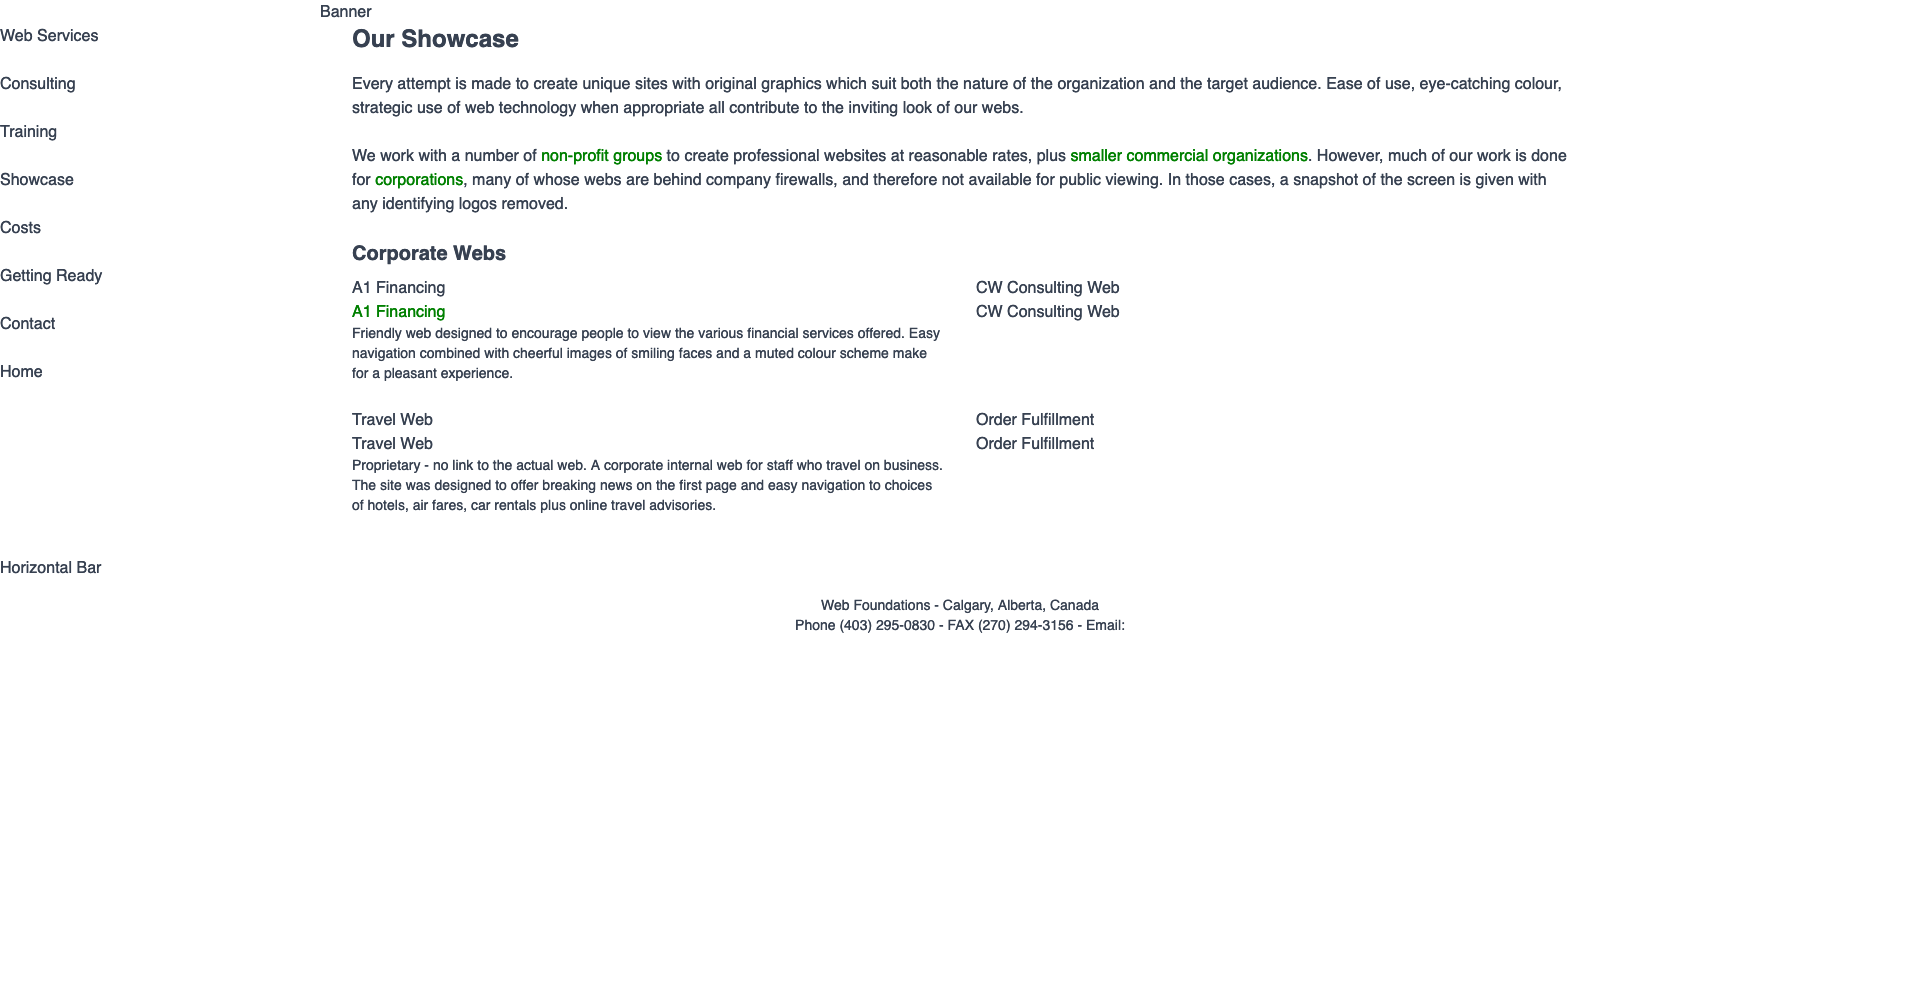 Banner
Web Services
Consulting
Training
Showcase
Costs
Getting Ready
Contact
Home
Our Showcase
Every attempt is made to create unique sites with original graphics which suit both the nature of the organization and the target audience. Ease of use, eye-catching colour,
strategic use of web technology when appropriate all contribute to the inviting look of our webs.
We work with a number of non-profit groups to create professional websites at reasonable rates, plus smaller commercial organizations. However, much of our work is done
for corporations, many of whose webs are behind company firewalls, and therefore not available for public viewing. In those cases, a snapshot of the screen is given with
any identifying logos removed.
Corporate Webs
A1 Financing
A1 Financing
Friendly web designed to encourage people to view the various financial services offered. Easy
navigation combined with cheerful images of smiling faces and a muted colour scheme make
for a pleasant experience.
CW Consulting Web
CW Consulting Web
Travel Web
Travel Web
Proprietary - no link to the actual web. A corporate internal web for staff who travel on business.
The site was designed to offer breaking news on the first page and easy navigation to choices
of hotels, air fares, car rentals plus online travel advisories.
Order Fulfillment
Order Fulfillment
Horizontal Bar
Web Foundations - Calgary, Alberta, Canada
Phone (403) 295-0830 - FAX (270) 294-3156 - Email: